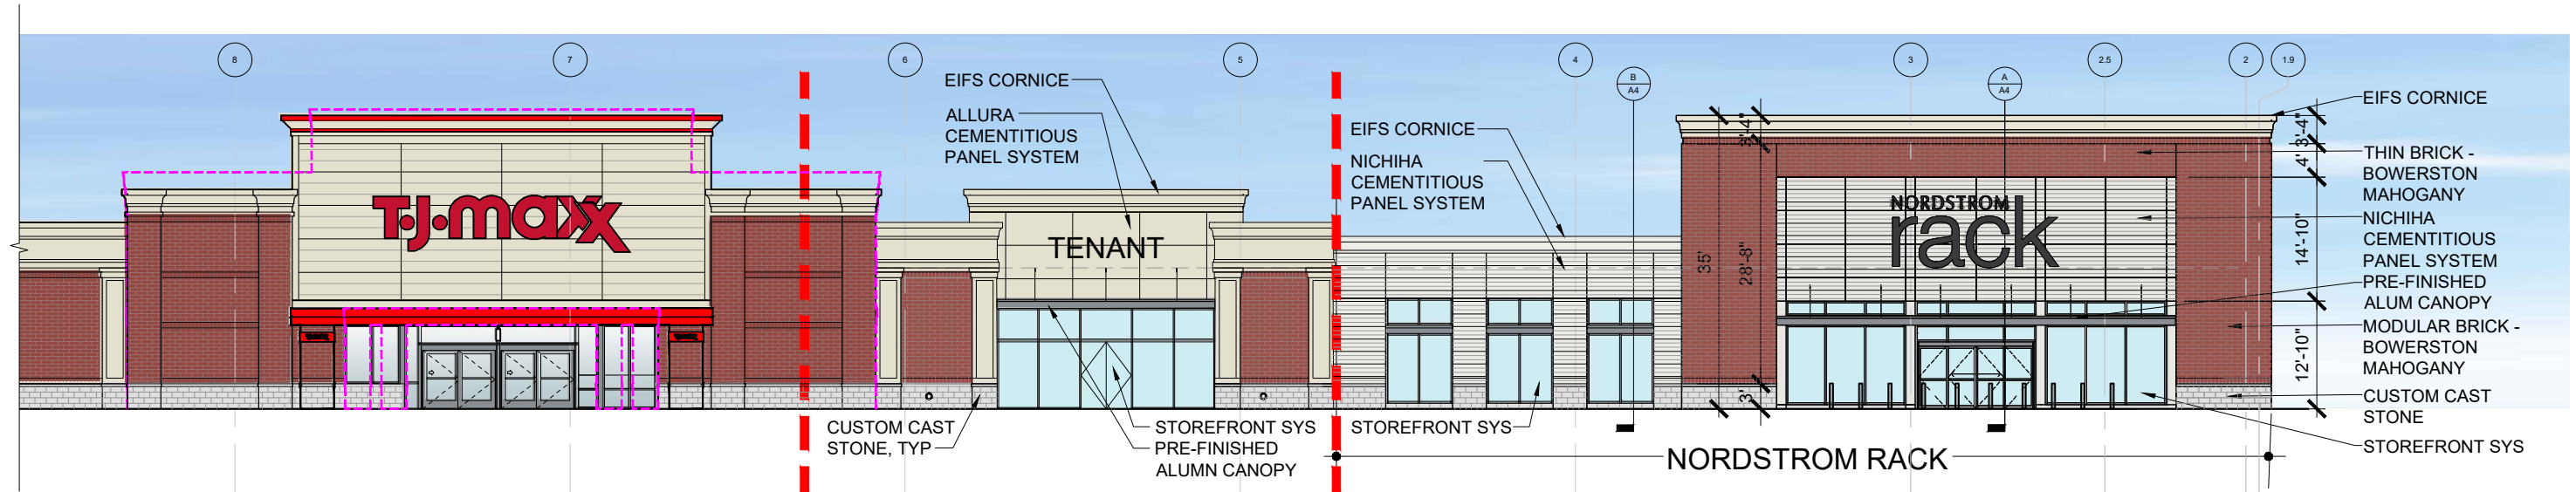 8
7
6
5
4
3
2.5
2
1.9
B
A4
A
A4
EIFS CORNICE
ALLURA
CEMENTITIOUS
PANEL SYSTEM
T·J·maxx
TENANT
CUSTOM CAST
STONE, TYP
STOREFRONT SYS
PRE-FINISHED
ALUMN CANOPY
EIFS CORNICE
NICHIHA
CEMENTITIOUS
PANEL SYSTEM
STOREFRONT SYS
35'
3'-4"
28'-8"
3'
NORDSTROM
rack
NORDSTROM RACK
3'-4"
4'
14'-10"
12'-10"
EIFS CORNICE
THIN BRICK -
BOWERSTON
MAHOGANY
NICHIHA
CEMENTITIOUS
PANEL SYSTEM
PRE-FINISHED
ALUM CANOPY
MODULAR BRICK -
BOWERSTON
MAHOGANY
CUSTOM CAST
STONE
STOREFRONT SYS